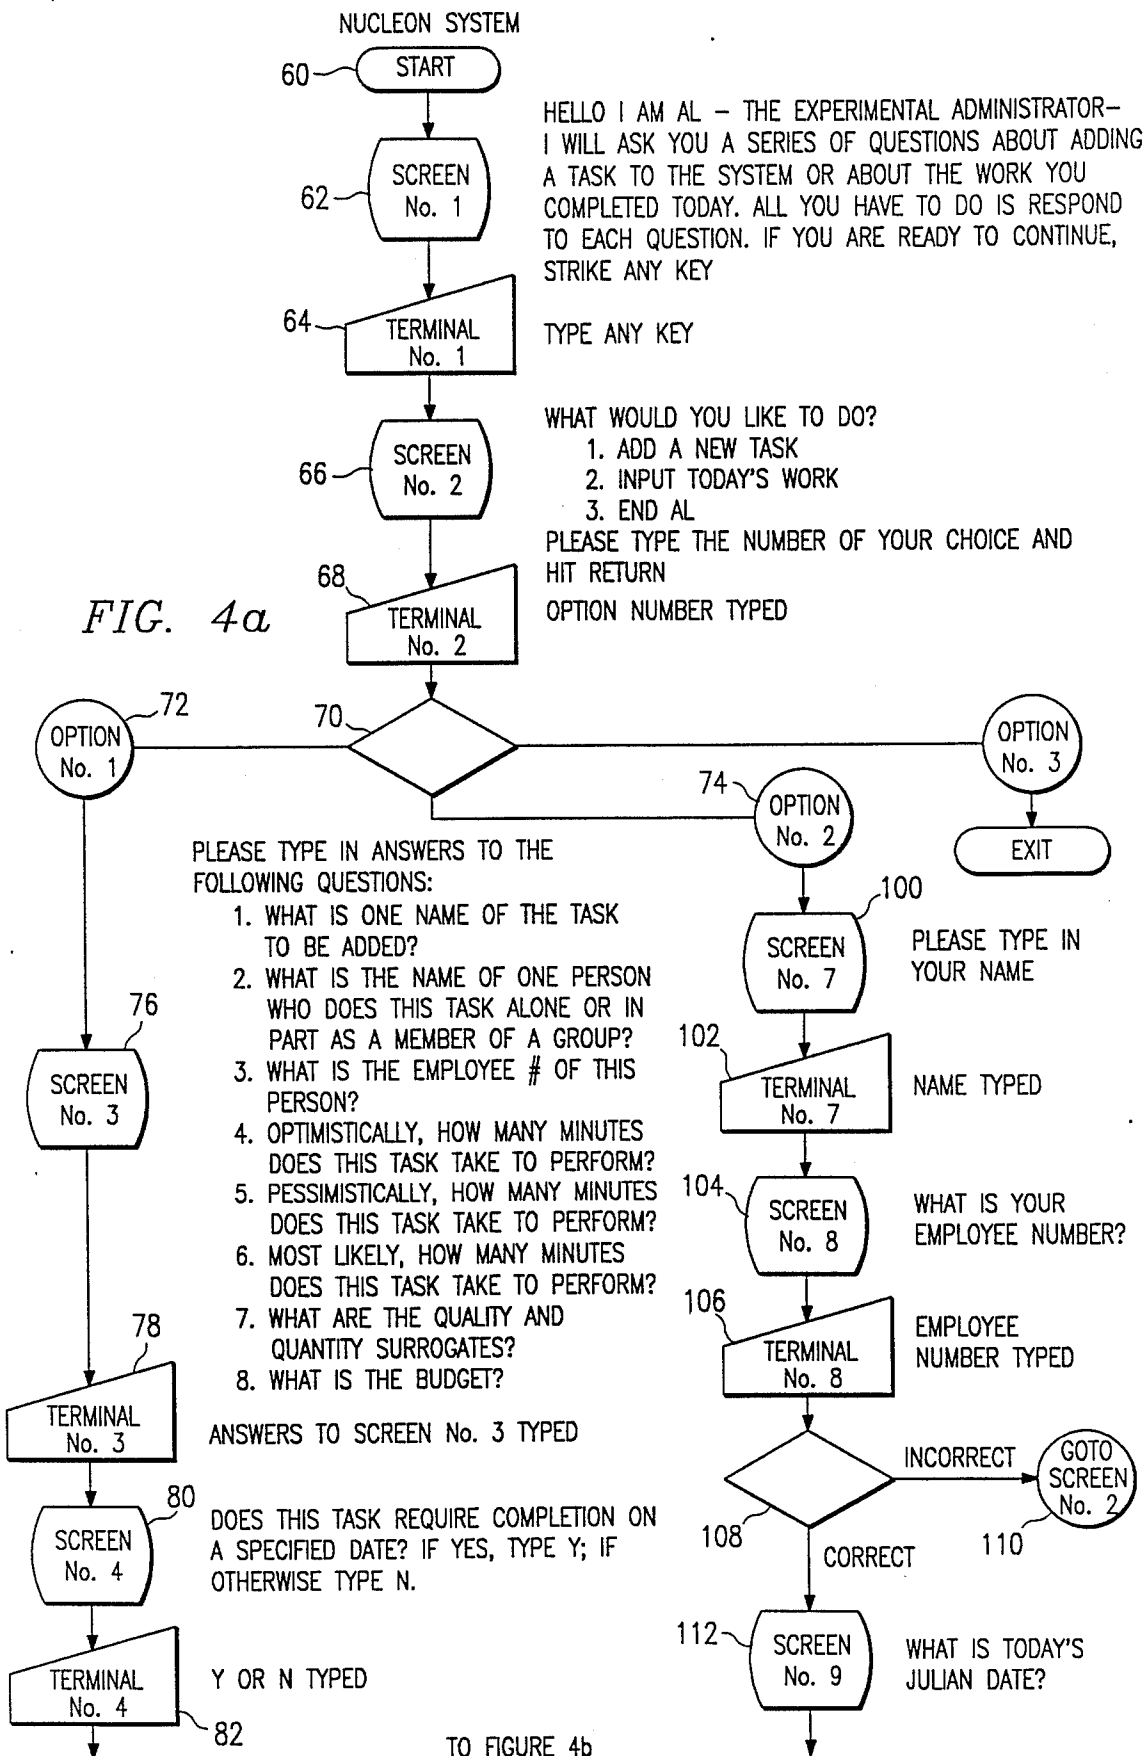 NUCLEON SYSTEM
60
START
HELLO I AM AL – THE EXPERIMENTAL ADMINISTRATOR–
I WILL ASK YOU A SERIES OF QUESTIONS ABOUT ADDING
A TASK TO THE SYSTEM OR ABOUT THE WORK YOU
COMPLETED TODAY. ALL YOU HAVE TO DO IS RESPOND
TO EACH QUESTION. IF YOU ARE READY TO CONTINUE,
STRIKE ANY KEY
62
SCREEN
No. 1
64
TERMINAL
No. 1
TYPE ANY KEY
66
SCREEN
No. 2
WHAT WOULD YOU LIKE TO DO?
1. ADD A NEW TASK
2. INPUT TODAY'S WORK
3. END AL
PLEASE TYPE THE NUMBER OF YOUR CHOICE AND
HIT RETURN
68
TERMINAL
No. 2
OPTION NUMBER TYPED
FIG. 4a
72
OPTION
No. 1
70
OPTION
No. 3
EXIT
74
OPTION
No. 2
PLEASE TYPE IN ANSWERS TO THE
FOLLOWING QUESTIONS:
1. WHAT IS ONE NAME OF THE TASK
TO BE ADDED?
2. WHAT IS THE NAME OF ONE PERSON
WHO DOES THIS TASK ALONE OR IN
PART AS A MEMBER OF A GROUP?
3. WHAT IS THE EMPLOYEE # OF THIS
PERSON?
4. OPTIMISTICALLY, HOW MANY MINUTES
DOES THIS TASK TAKE TO PERFORM?
5. PESSIMISTICALLY, HOW MANY MINUTES
DOES THIS TASK TAKE TO PERFORM?
6. MOST LIKELY, HOW MANY MINUTES
DOES THIS TASK TAKE TO PERFORM?
7. WHAT ARE THE QUALITY AND
QUANTITY SURROGATES?
8. WHAT IS THE BUDGET?
76
SCREEN
No. 3
78
TERMINAL
No. 3
ANSWERS TO SCREEN No. 3 TYPED
80
SCREEN
No. 4
DOES THIS TASK REQUIRE COMPLETION ON
A SPECIFIED DATE? IF YES, TYPE Y; IF
OTHERWISE TYPE N.
TERMINAL
No. 4
82
Y OR N TYPED
100
SCREEN
No. 7
PLEASE TYPE IN
YOUR NAME
102
TERMINAL
No. 7
NAME TYPED
104
SCREEN
No. 8
WHAT IS YOUR
EMPLOYEE NUMBER?
106
TERMINAL
No. 8
EMPLOYEE
NUMBER TYPED
108
INCORRECT
GOTO
SCREEN
No. 2
110
CORRECT
112
SCREEN
No. 9
WHAT IS TODAY'S
JULIAN DATE?
TO FIGURE 4b